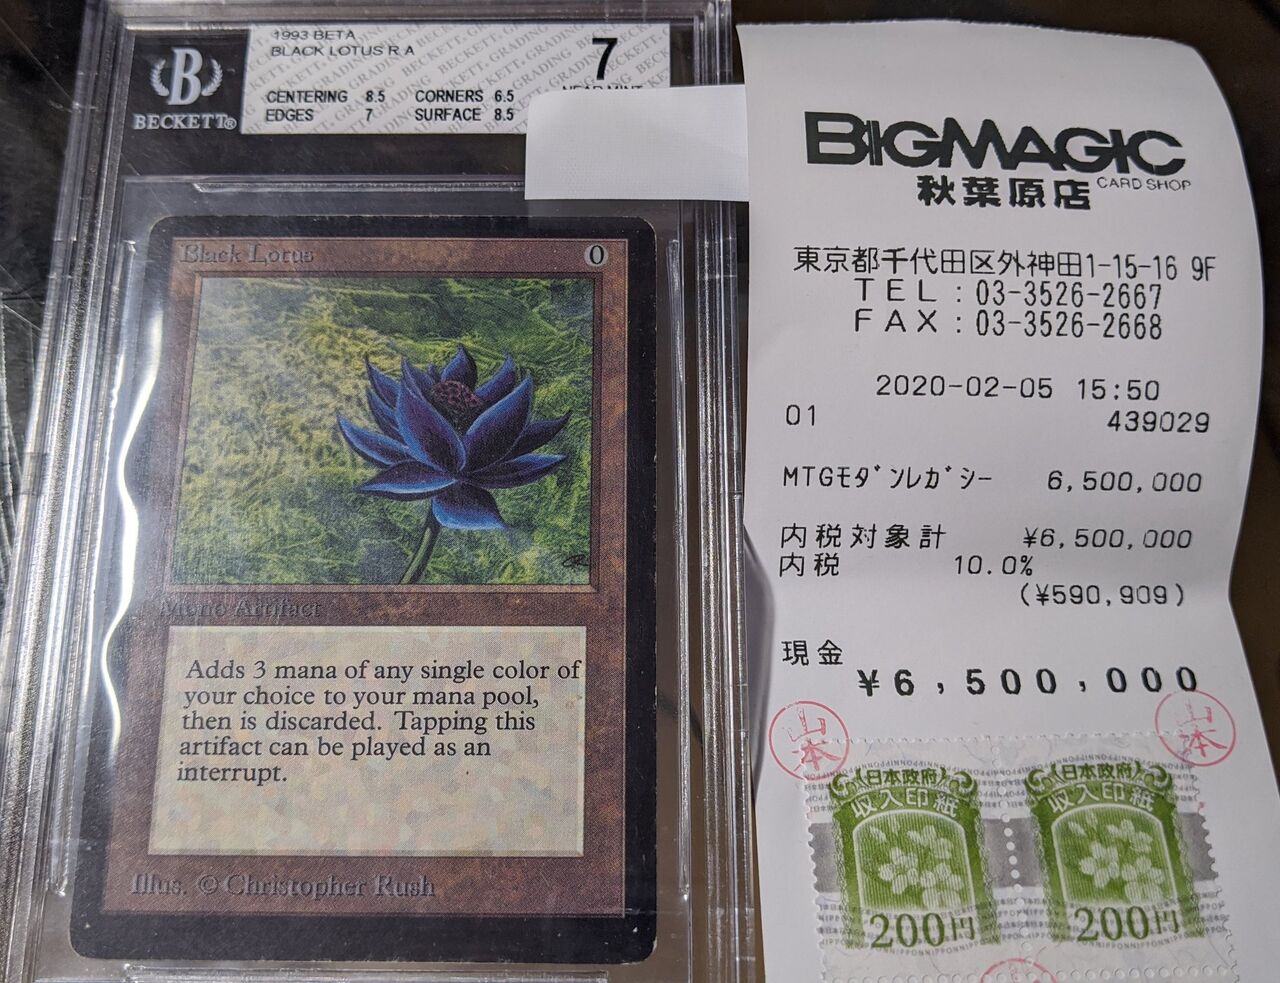 1993 BETA
BLACK LOTUS R A
7
CENTERING 8.5 CORNERS 6.5
EDGES 7 SURFACE 8.5
B
BECKETT®
Black Lotus 0
Mono Artifact
Adds 3 mana of any single color of
your choice to your mana pool,
then is discarded. Tapping this
artifact can be played as an
interrupt.
Illus. © Christopher Rush
BIGMAGIC
秋葉原店 CARD SHOP
東京都千代田区外神田1-15-16 9F
TEL:03-3526-2667
FAX:03-3526-2668
2020-02-05 15:50
01 439029
MTGモダンレガシー 6,500,000
内税対象計 ¥6,500,000
内税 10.0%
(¥590,909)
現金
¥6,500,000
山本 山本
日本政府 日本政府
収入印紙 収入印紙
200円 200円